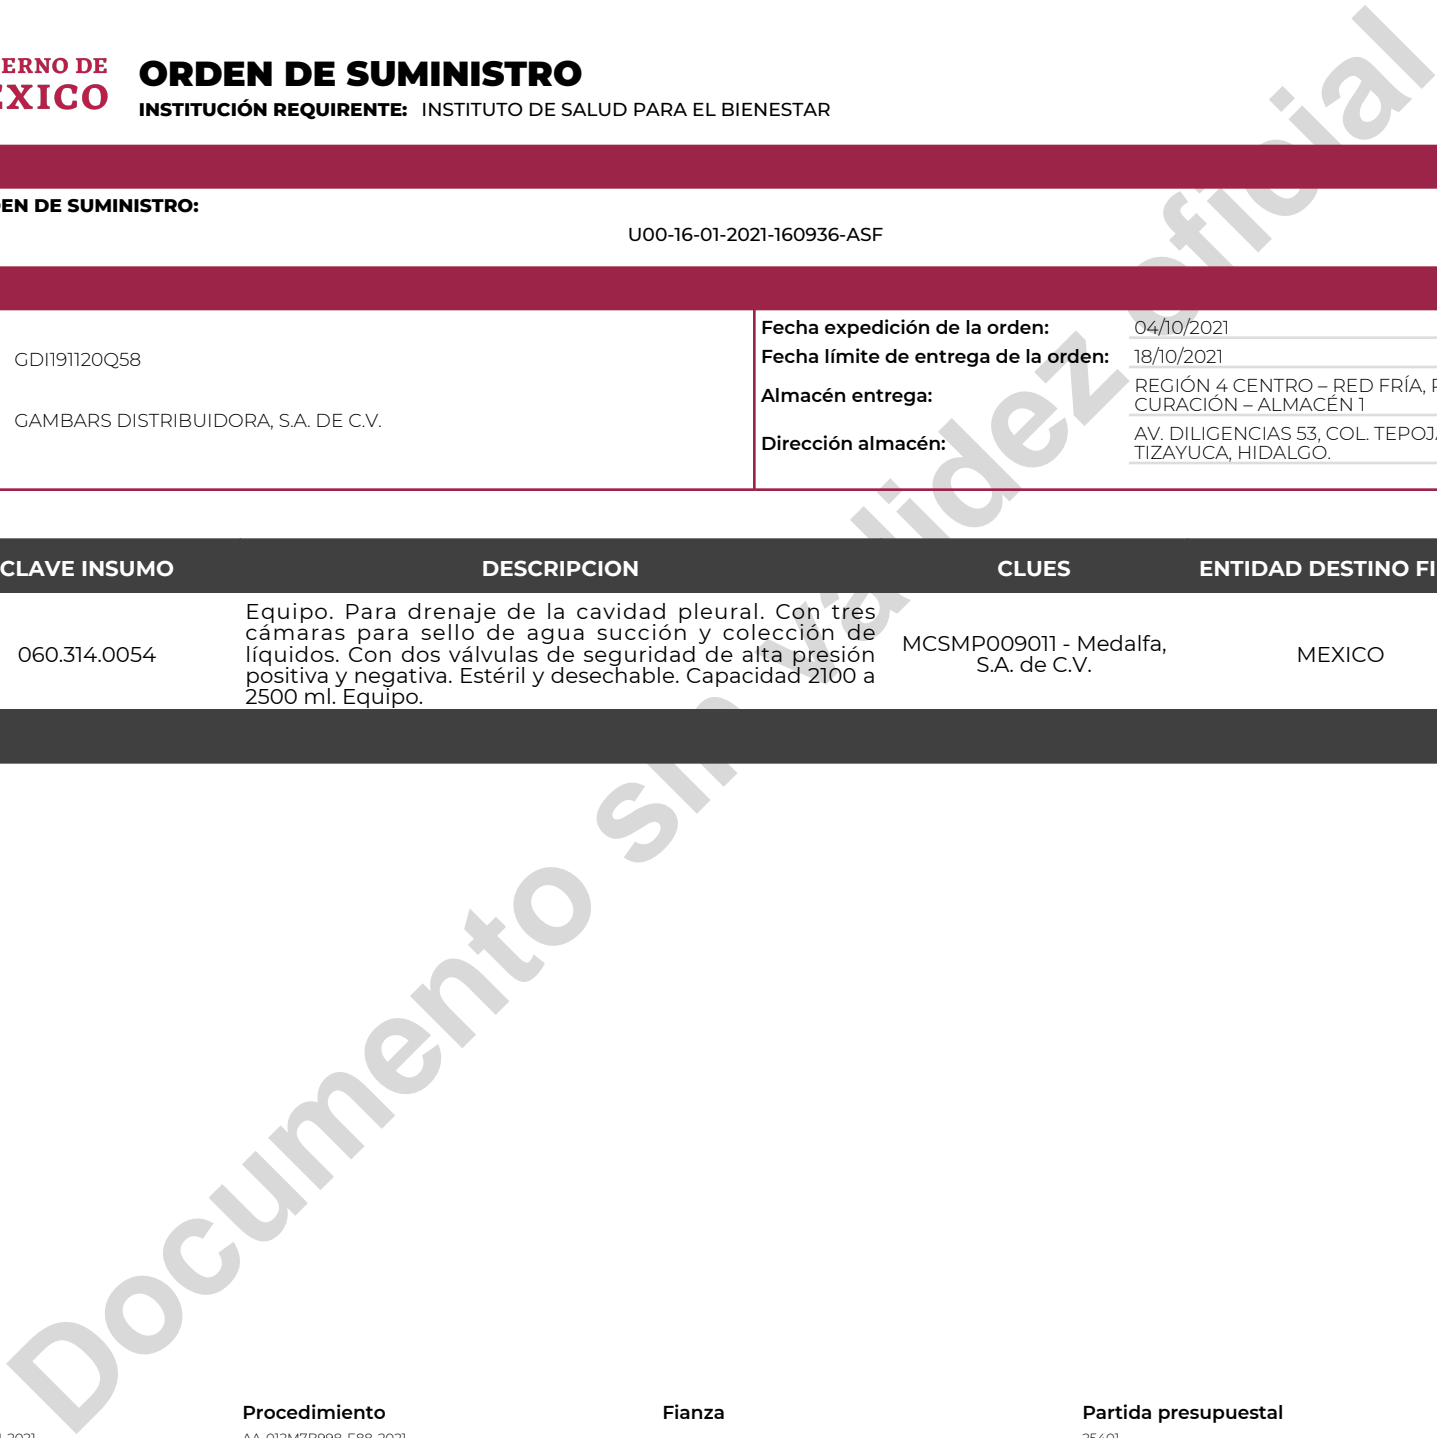 ERNO DE
EXICO
ORDEN DE SUMINISTRO
INSTITUCIÓN REQUIRENTE: INSTITUTO DE SALUD PARA EL BIENESTAR
EN DE SUMINISTRO:
U00-16-01-2021-160936-ASF
GDI191120Q58
GAMBARS DISTRIBUIDORA, S.A. DE C.V.
Fecha expedición de la orden: 04/10/2021
Fecha límite de entrega de la orden: 18/10/2021
Almacén entrega: REGIÓN 4 CENTRO – RED FRÍA,
CURACIÓN – ALMACÉN 1
Dirección almacén: AV. DILIGENCIAS 53, COL. TEPOJ
TIZAYUCA, HIDALGO.
CLAVE INSUMO DESCRIPCION CLUES ENTIDAD DESTINO FI
060.314.0054
Equipo. Para drenaje de la cavidad pleural. Con tres
cámaras para sello de agua succión y colección de
líquidos. Con dos válvulas de seguridad de alta presión
positiva y negativa. Estéril y desechable. Capacidad 2100 a
2500 ml. Equipo.
MCSMP009011 - Medalfa,
S.A. de C.V.
MEXICO
Documento sin validez oficial
Procedimiento Fianza Partida presupuestal